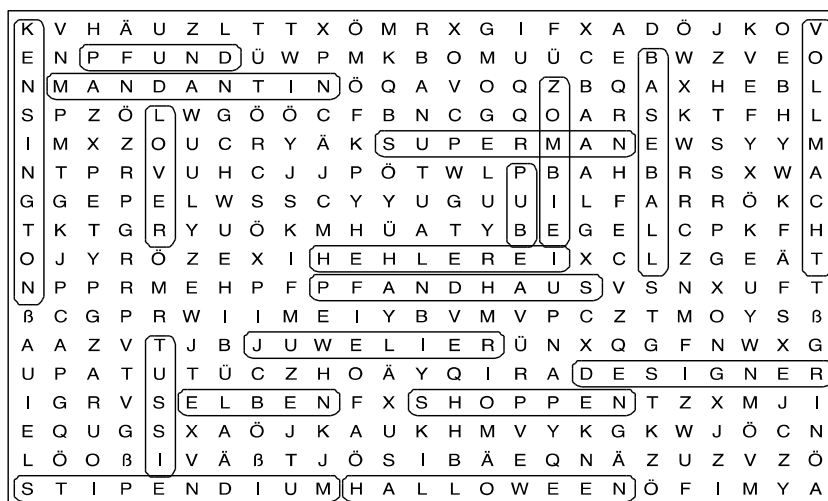 K V H Ä U Z L T T X Ö M R X G I F X A D Ö J K O V
E N P F U N D Ü W P M K B O M U Ü C E B W Z V E O
N M A N D A N T I N Ö Q A V O Q Z B Q A X H E B L
S P Z Ö L W G Ö Ö C F B N C G Q O A R S K T F H L
I M X Z O U C R Y Ä K S U P E R M A N E W S Y Y M
N T P R V U H C J J P Ö T W L P B A H B R S X W A
G G E P E L W S S C Y Y U G U U I L F A R R Ö K C
T K T G R Y U Ö K M H Ü A T Y B E G E L C P K F H
O J Y R Ö Z E X I H E H L E R E I X C L Z G E Ä T
N P P R M E H P F P F A N D H A U S V S N X U F T
ß C G P R W I I M E I Y B V M V P C Z T M O Y S ß
A A Z V T J B J U W E L I E R Ü N X Q G F N W X G
U P A T U T Ü C Z H O Ä Y Q I R A D E S I G N E R
I G R V S E L B E N F X S H O P P E N T Z X M J I
E Q U G S X A Ö J K A U K H M V Y K G K W J Ö C N
L Ö O ß I V Ä ß T J Ö S I B Ä E Q N Ä Z U Z V Z Ö
S T I P E N D I U M H A L L O W E E N Ö F I M Y A